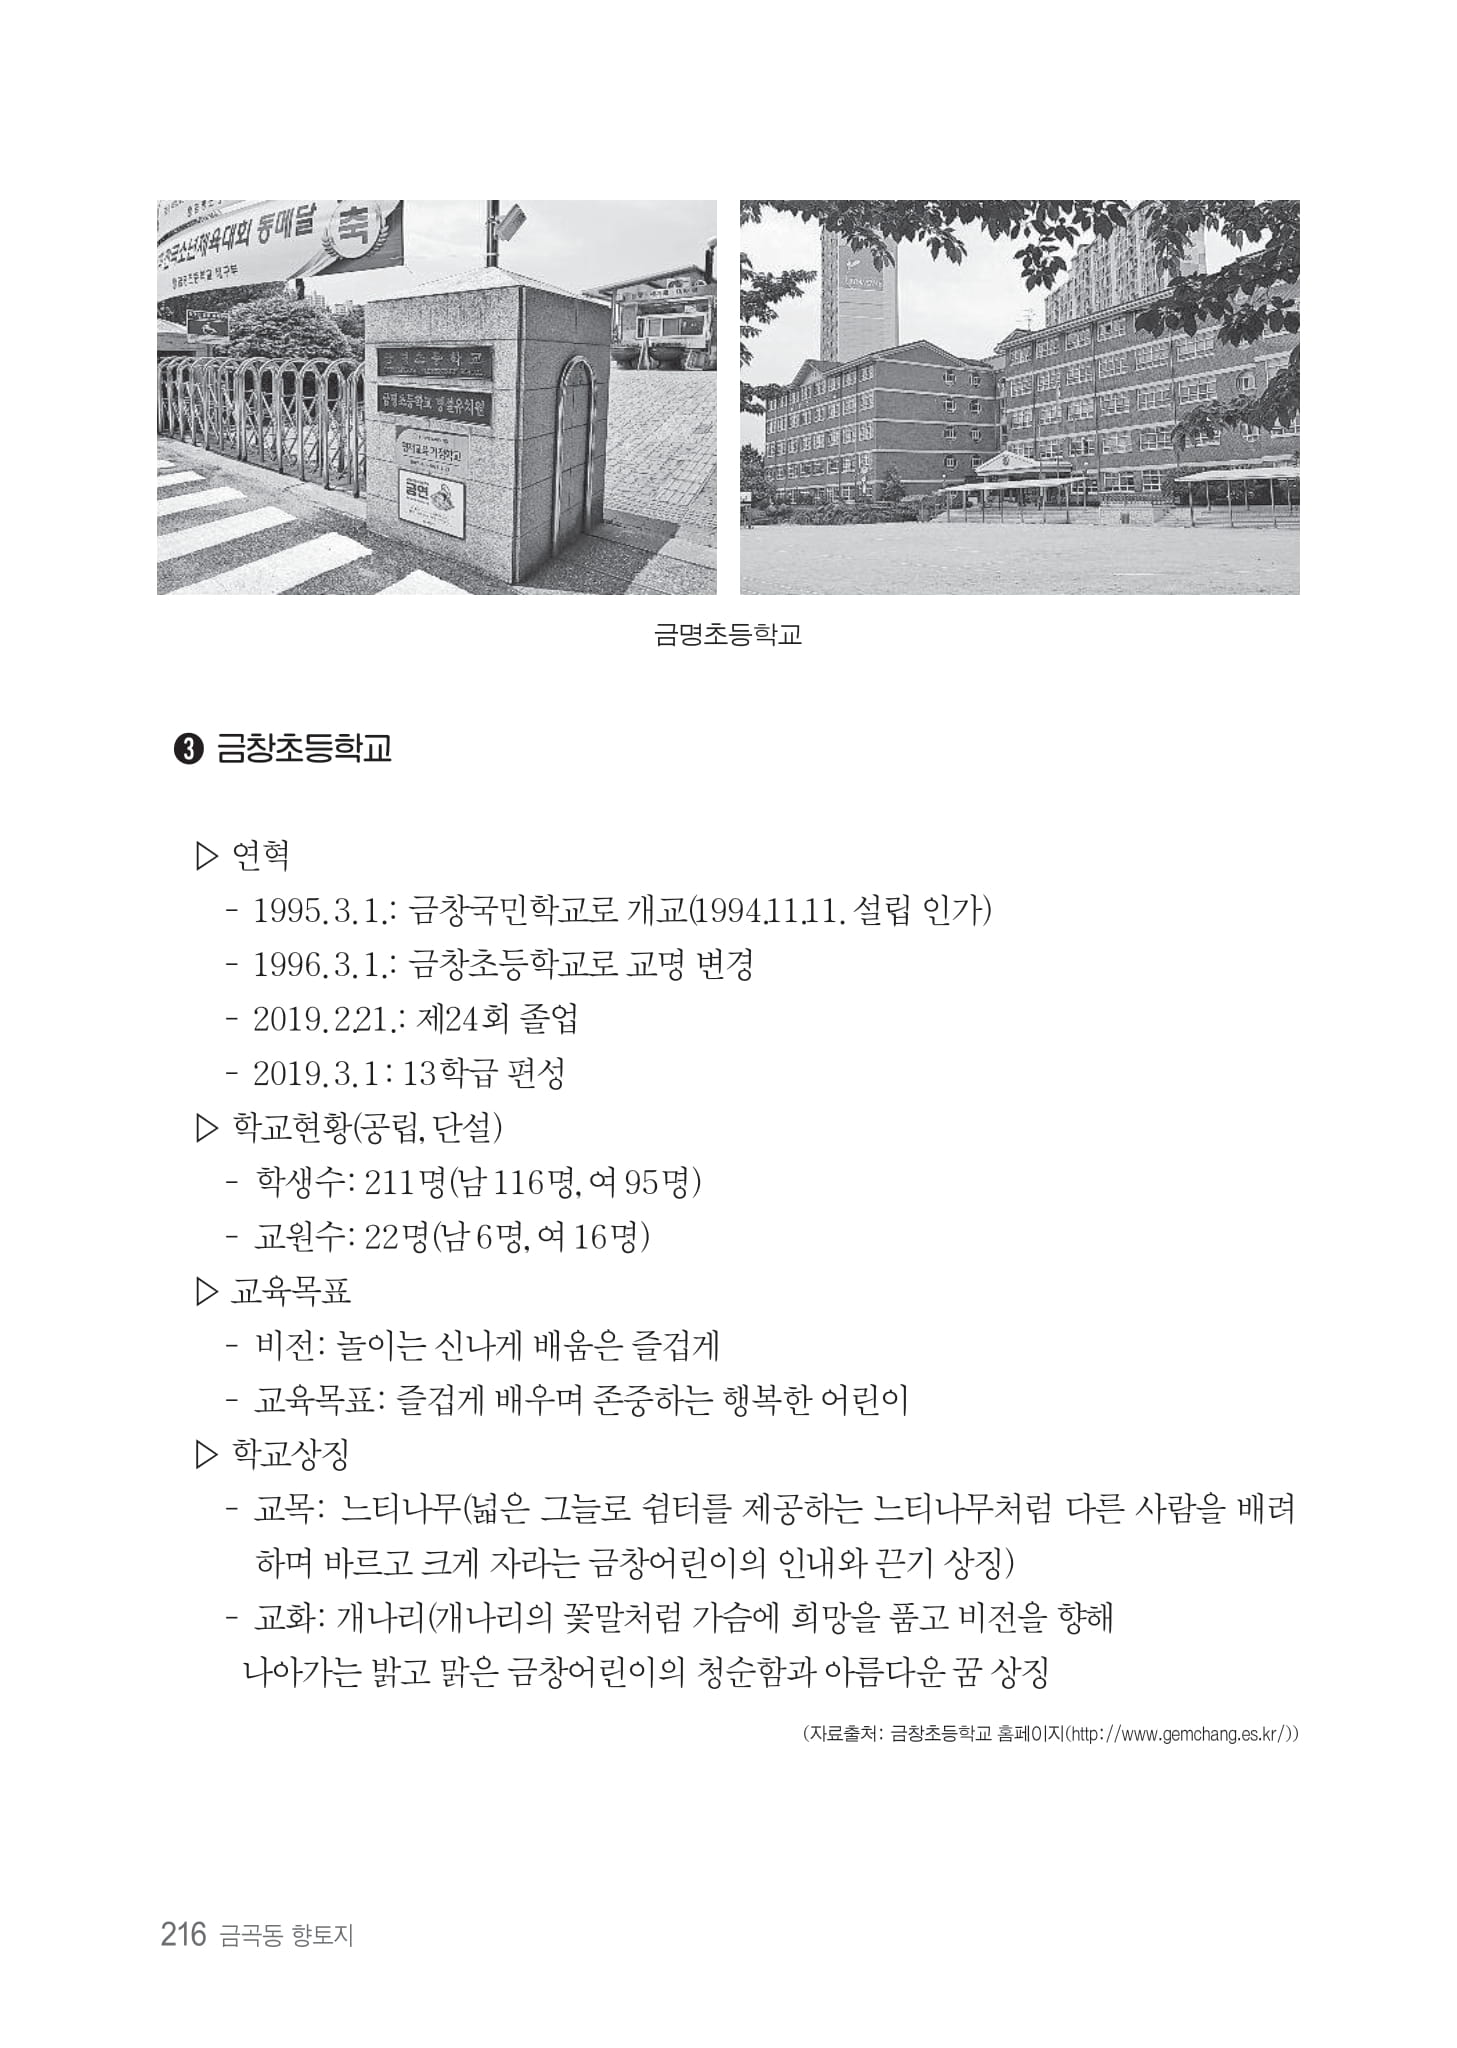 전국소년체육대회 동메달
축
금명초등학교
금명초등학교 병설유치원
공연
금명초등학교
❸ 금창초등학교
▷ 연혁
- 1995. 3. 1.: 금창국민학교로 개교(1994.11.11. 설립 인가)
- 1996. 3. 1.: 금창초등학교로 교명 변경
- 2019. 2.21.: 제24회 졸업
- 2019. 3. 1: 13학급 편성
▷ 학교현황(공립, 단설)
- 학생수: 211명(남 116명, 여 95명)
- 교원수: 22명(남 6명, 여 16명)
▷ 교육목표
- 비전: 놀이는 신나게 배움은 즐겁게
- 교육목표: 즐겁게 배우며 존중하는 행복한 어린이
▷ 학교상징
- 교목: 느티나무(넓은 그늘로 쉼터를 제공하는 느티나무처럼 다른 사람을 배려
하며 바르고 크게 자라는 금창어린이의 인내와 끈기 상징)
- 교화: 개나리(개나리의 꽃말처럼 가슴에 희망을 품고 비전을 향해
나아가는 밝고 맑은 금창어린이의 청순함과 아름다운 꿈 상징
(자료출처: 금창초등학교 홈페이지(http://www.gemchang.es.kr/))
216 금곡동 향토지